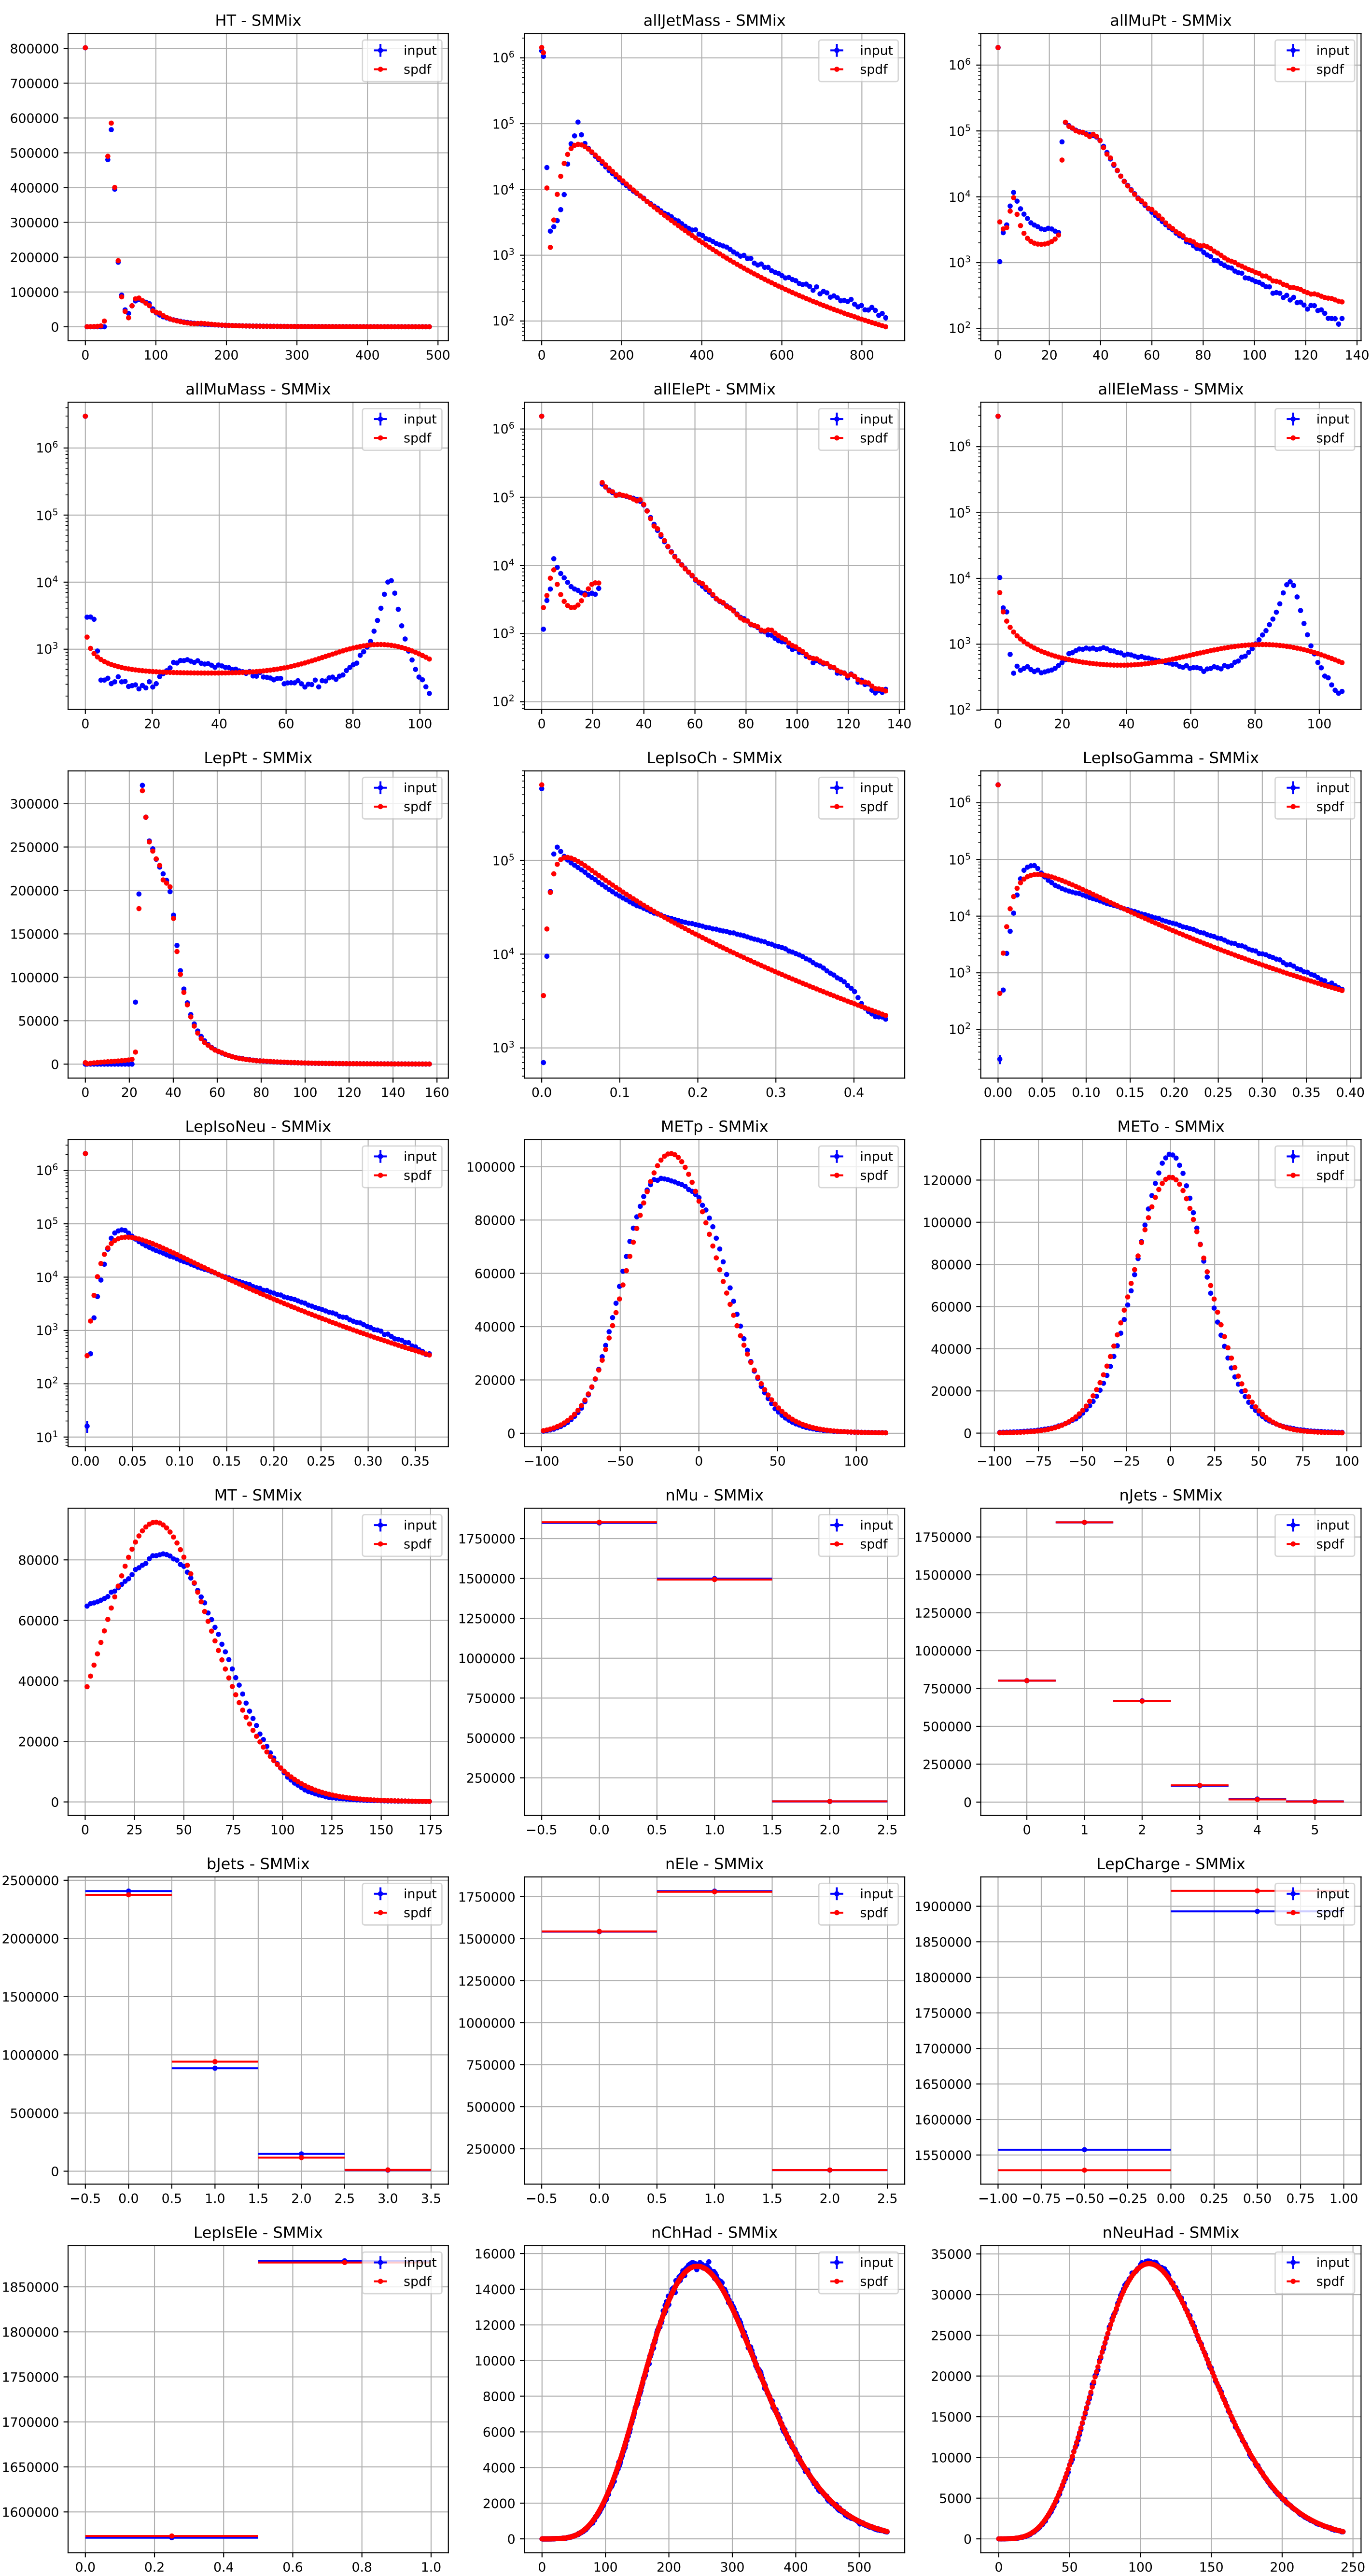 HT - SMMix
input
spdf
800000
700000
600000
500000
400000
300000
200000
100000
0
0 100 200 300 400 500
allJetMass - SMMix
input
spdf
10^6
10^5
10^4
10^3
10^2
0 200 400 600 800
allMuPt - SMMix
input
spdf
10^6
10^5
10^4
10^3
10^2
0 20 40 60 80 100 120 140
allMuMass - SMMix
input
spdf
10^6
10^5
10^4
10^3
0 20 40 60 80 100
allElePt - SMMix
input
spdf
10^6
10^5
10^4
10^3
10^2
0 20 40 60 80 100 120 140
allEleMass - SMMix
input
spdf
10^6
10^5
10^4
10^3
10^2
0 20 40 60 80 100
LepPt - SMMix
input
spdf
300000
250000
200000
150000
100000
50000
0
0 20 40 60 80 100 120 140 160
LepIsoCh - SMMix
input
spdf
10^5
10^4
10^3
0.0 0.1 0.2 0.3 0.4
LepIsoGamma - SMMix
input
spdf
10^6
10^5
10^4
10^3
10^2
0.00 0.05 0.10 0.15 0.20 0.25 0.30 0.35 0.40
LepIsoNeu - SMMix
input
spdf
10^6
10^5
10^4
10^3
10^2
10^1
0.00 0.05 0.10 0.15 0.20 0.25 0.30 0.35
METp - SMMix
input
spdf
100000
80000
60000
40000
20000
0
−100 −50 0 50 100
METo - SMMix
input
spdf
120000
100000
80000
60000
40000
20000
0
−100 −75 −50 −25 0 25 50 75 100
MT - SMMix
input
spdf
80000
60000
40000
20000
0
0 25 50 75 100 125 150 175
nMu - SMMix
input
spdf
1750000
1500000
1250000
1000000
750000
500000
250000
−0.5 0.0 0.5 1.0 1.5 2.0 2.5
nJets - SMMix
input
spdf
1750000
1500000
1250000
1000000
750000
500000
250000
0
0 1 2 3 4 5
bJets - SMMix
input
spdf
2500000
2000000
1500000
1000000
500000
0
−0.5 0.0 0.5 1.0 1.5 2.0 2.5 3.0 3.5
nEle - SMMix
input
spdf
1750000
1500000
1250000
1000000
750000
500000
250000
−0.5 0.0 0.5 1.0 1.5 2.0 2.5
LepCharge - SMMix
input
spdf
1900000
1850000
1800000
1750000
1700000
1650000
1600000
1550000
−1.00 −0.75 −0.50 −0.25 0.00 0.25 0.50 0.75 1.00
LepIsEle - SMMix
input
spdf
1850000
1800000
1750000
1700000
1650000
1600000
0.0 0.2 0.4 0.6 0.8 1.0
nChHad - SMMix
input
spdf
16000
14000
12000
10000
8000
6000
4000
2000
0
0 100 200 300 400 500
nNeuHad - SMMix
input
spdf
35000
30000
25000
20000
15000
10000
5000
0
0 50 100 150 200 250